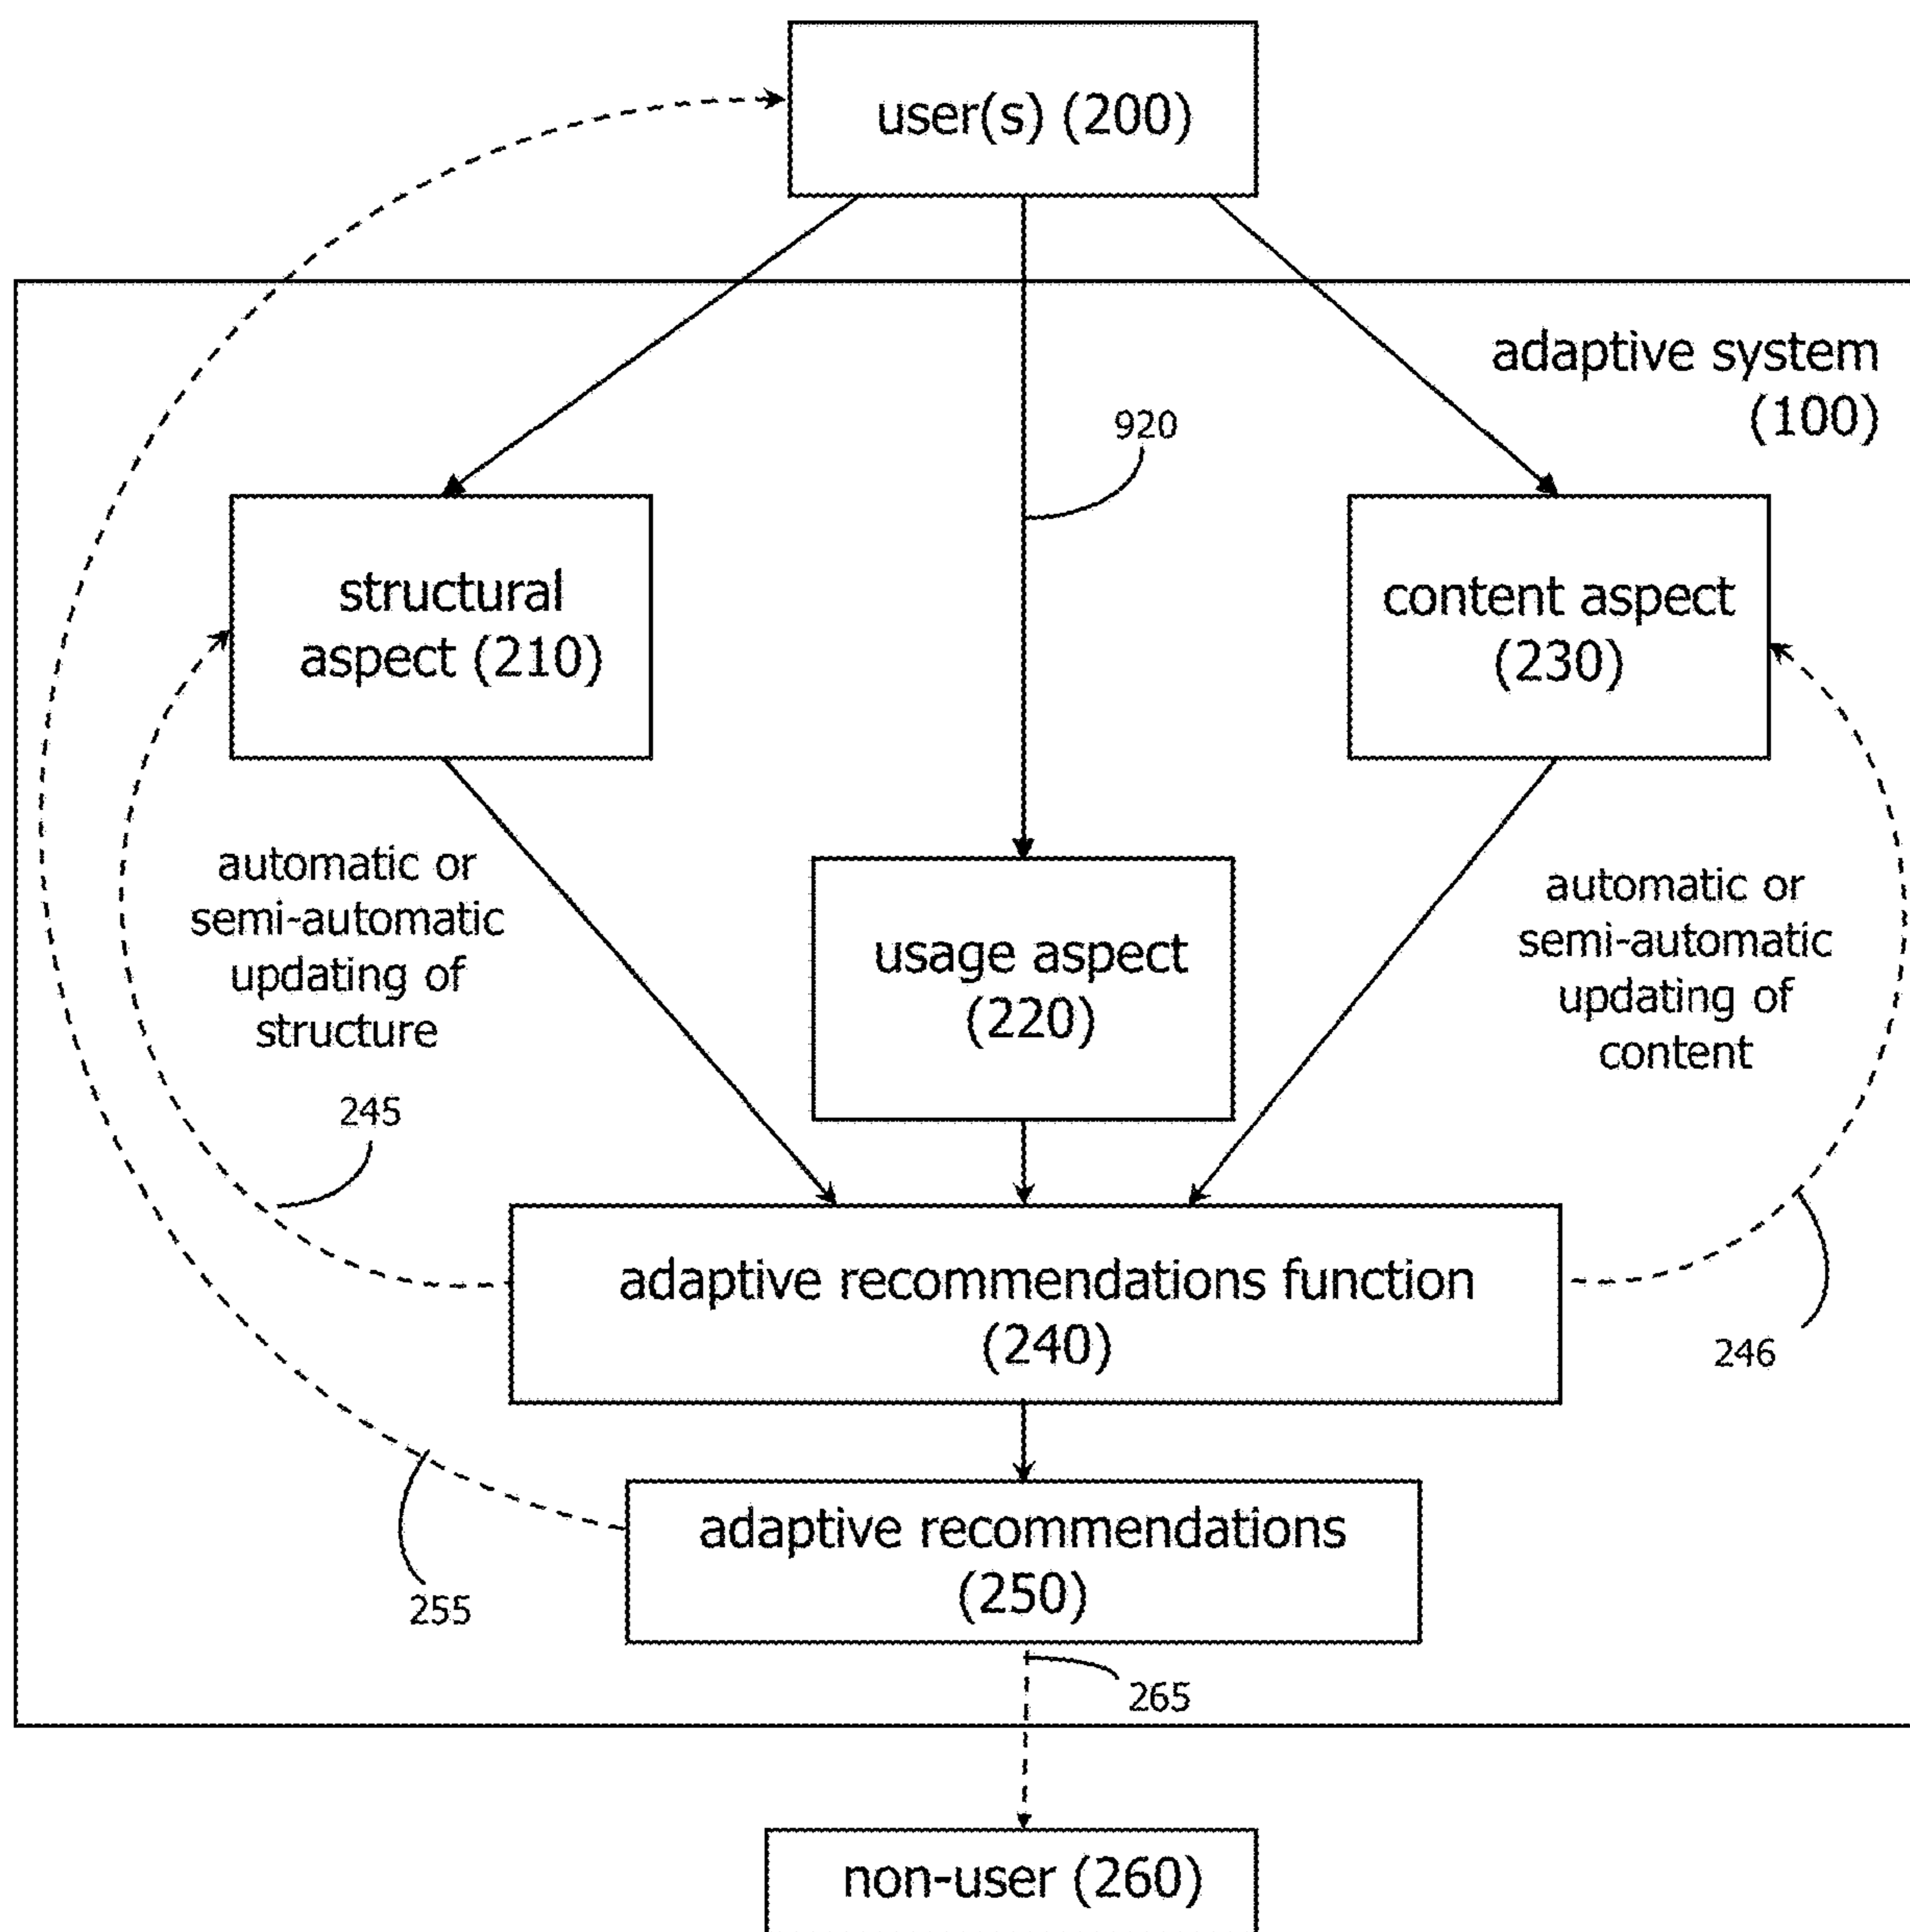 user(s) (200)
adaptive system
(100)
920
structural
aspect (210)
content aspect
(230)
automatic or
semi-automatic
updating of
structure
usage aspect
(220)
automatic or
semi-automatic
updating of
content
245
adaptive recommendations function
(240)
246
adaptive recommendations
(250)
255
265
non-user (260)